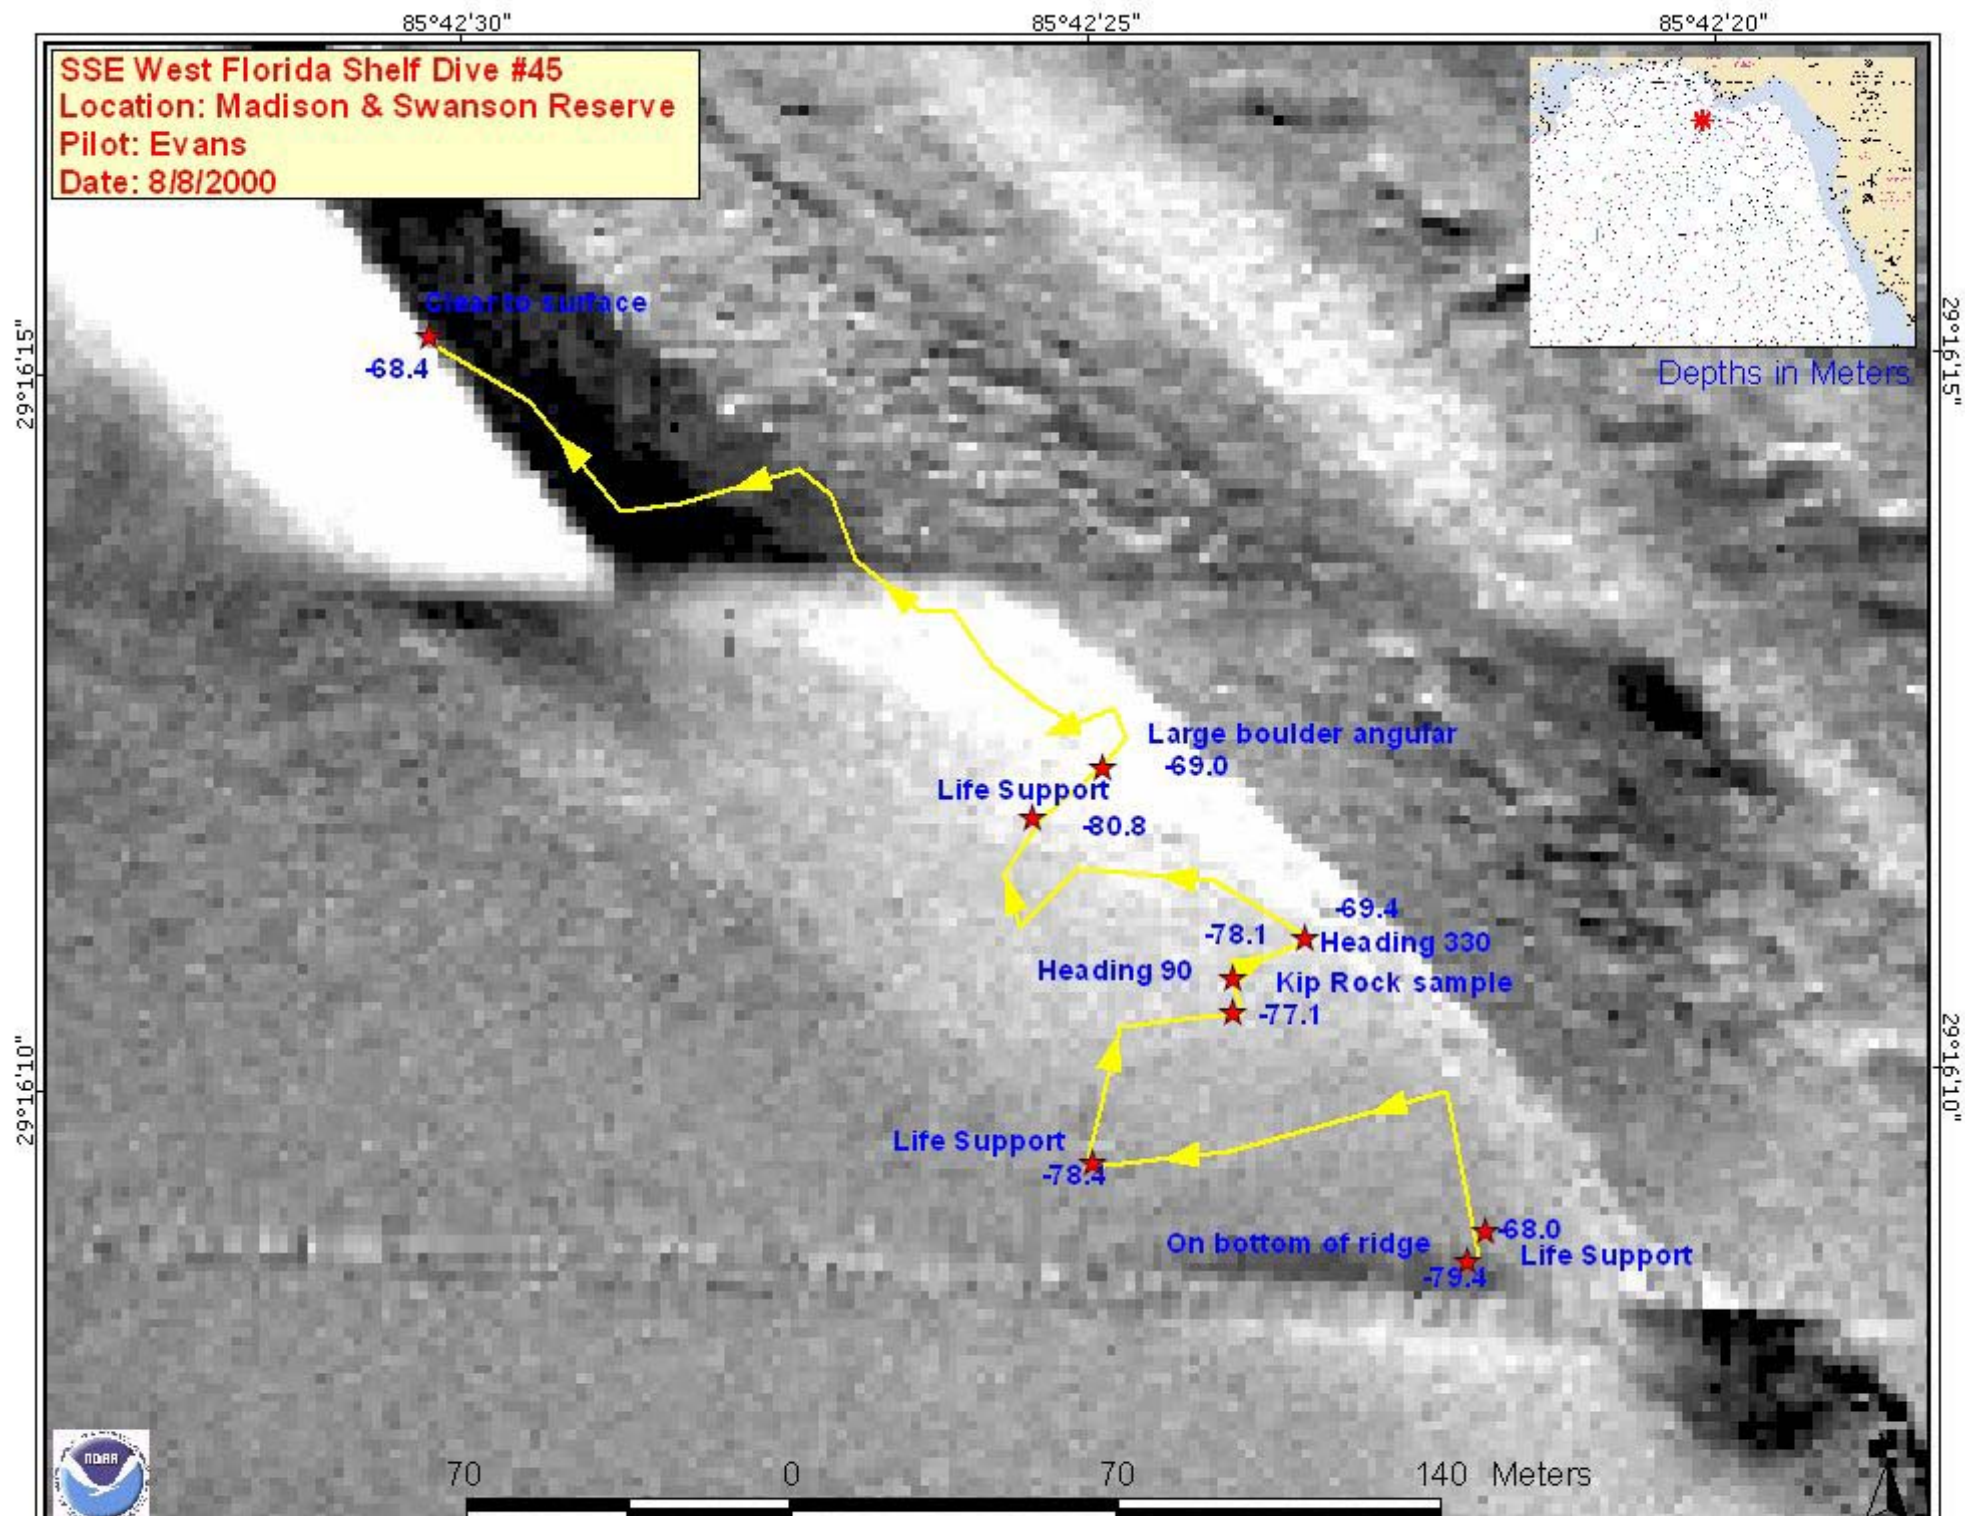 85°42'30"
85°42'25"
85°42'20"
SSE West Florida Shelf Dive #45
Location: Madison & Swanson Reserve
Pilot: Evans
Date: 8/8/2000
Clear to surface
-68.4
29°16'15"
29°16'15"
Depths in Meters
Large boulder angular
-69.0
Life Support
-80.8
-69.4
-78.1
Heading 330
Heading 90
Kip Rock sample
-77.1
29°16'10"
29°16'10"
Life Support
-78.4
-68.0
On bottom of ridge
Life Support
-79.4
NOAA
70 0 70 140 Meters